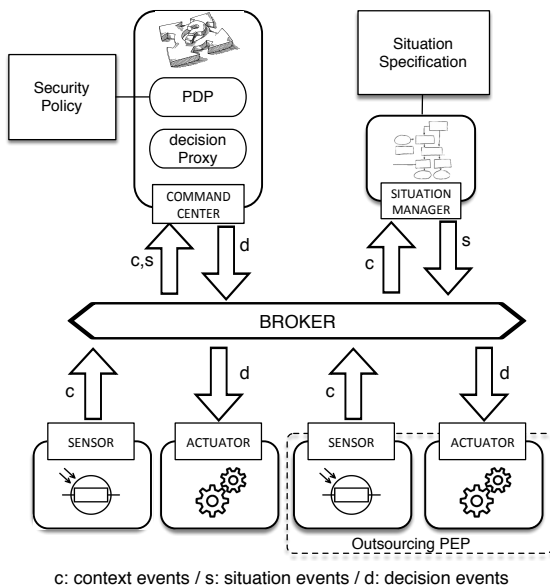 Security
Policy
PDP
decision
Proxy
COMMAND
CENTER
Situation
Specification
SITUATION
MANAGER
c,s
d
c
s
BROKER
c
d
c
d
SENSOR
ACTUATOR
SENSOR
ACTUATOR
Outsourcing PEP
c: context events / s: situation events / d: decision events